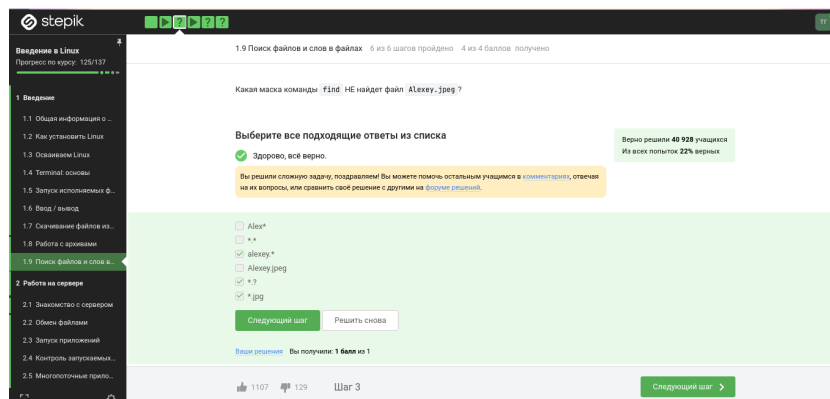 stepik
ТГ
Введение в Linux
Прогресс по курсу: 125/137
1 Введение
1.1 Общая информация о ...
1.2 Как установить Linux
1.3 Осваиваем Linux
1.4 Terminal: основы
1.5 Запуск исполняемых ф...
1.6 Ввод / вывод
1.7 Скачивание файлов из...
1.8 Работа с архивами
1.9 Поиск файлов и слов в...
2 Работа на сервере
2.1 Знакомство с сервером
2.2 Обмен файлами
2.3 Запуск приложений
2.4 Контроль запускаемых...
2.5 Многопоточные прило...
1.9 Поиск файлов и слов в файлах 6 из 6 шагов пройдено 4 из 4 баллов получено
Какая маска команды find НЕ найдет файл Alexey.jpeg ?
Выберите все подходящие ответы из списка
Здорово, всё верно.
Верно решили 40 928 учащихся
Из всех попыток 22% верных
Вы решили сложную задачу, поздравляем! Вы можете помочь остальным учащимся в комментариях, отвечая
на их вопросы, или сравнить своё решение с другими на форуме решений.
Alex*
*.*
alexey.*
Alexey.jpeg
*.?
*.jpg
Следующий шаг Решить снова
Ваши решения Вы получили: 1 балл из 1
1107 129 Шаг 3 Следующий шаг